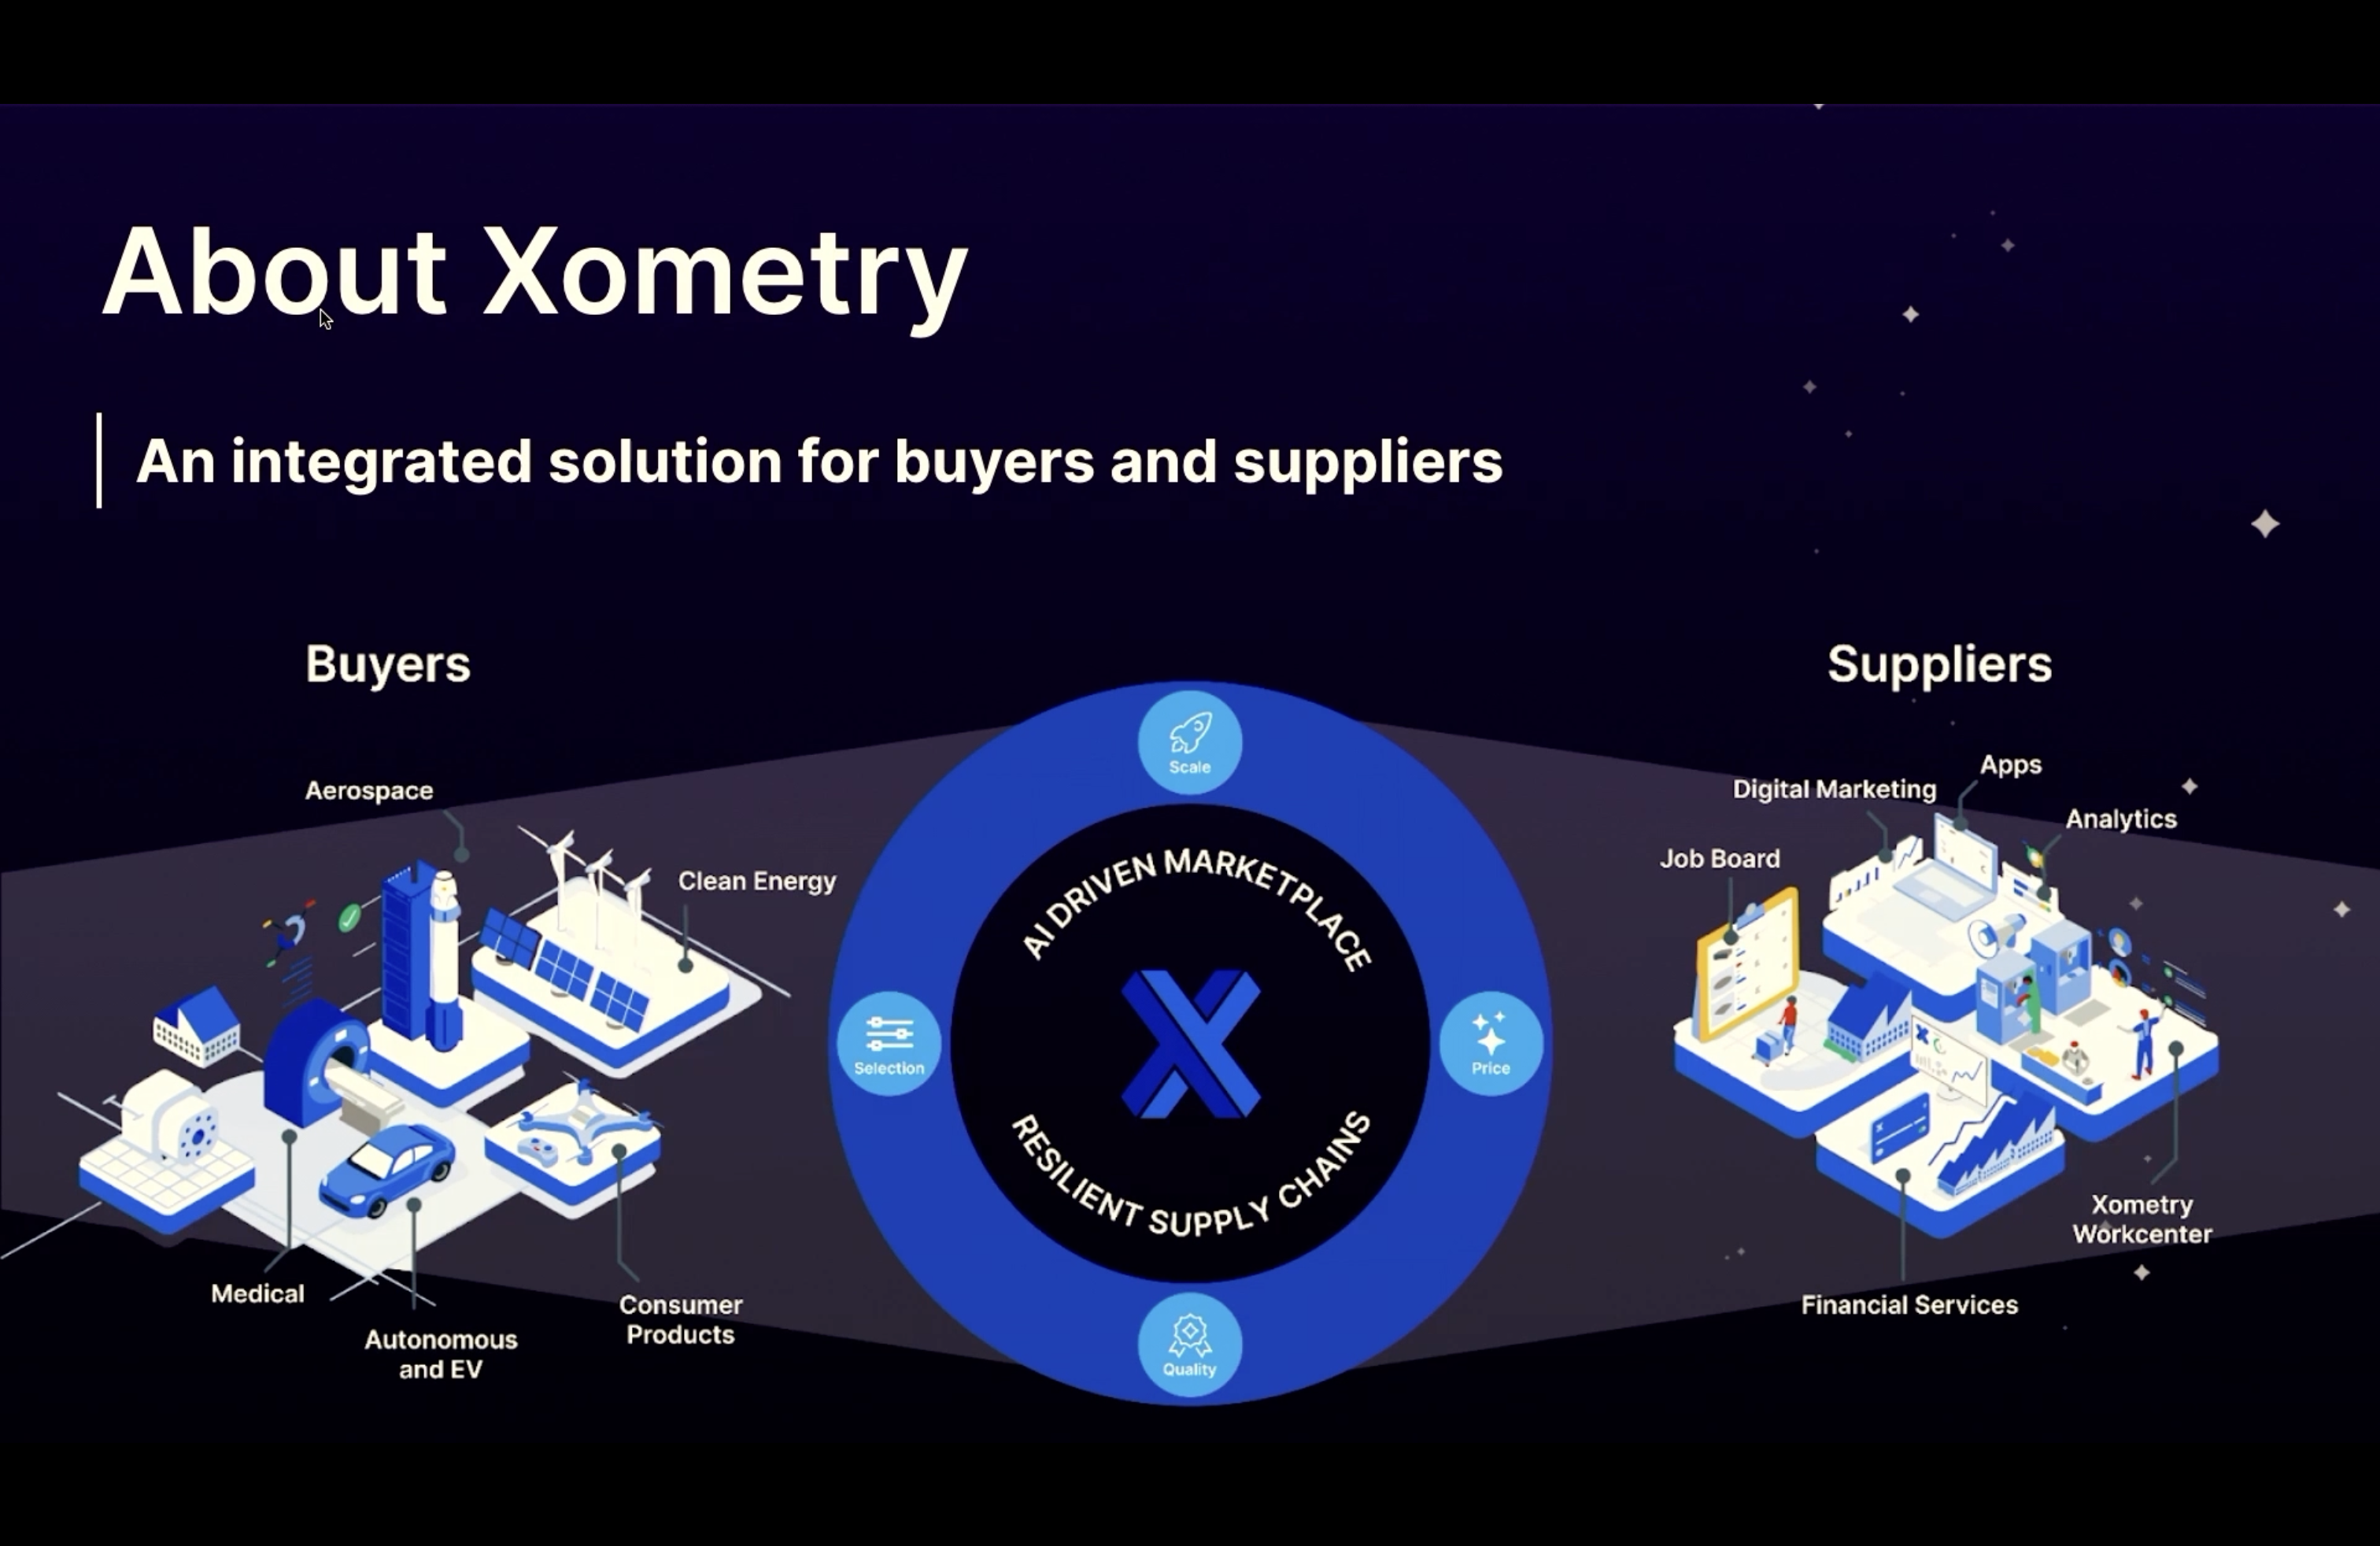 About Xometry
An integrated solution for buyers and suppliers
Buyers
Suppliers
Aerospace
Clean Energy
Medical
Autonomous
and EV
Consumer
Products
Scale
Selection
Price
Quality
AI DRIVEN MARKETPLACE
RESILIENT SUPPLY CHAINS
Digital Marketing
Apps
Analytics
Job Board
Xometry
Workcenter
Financial Services